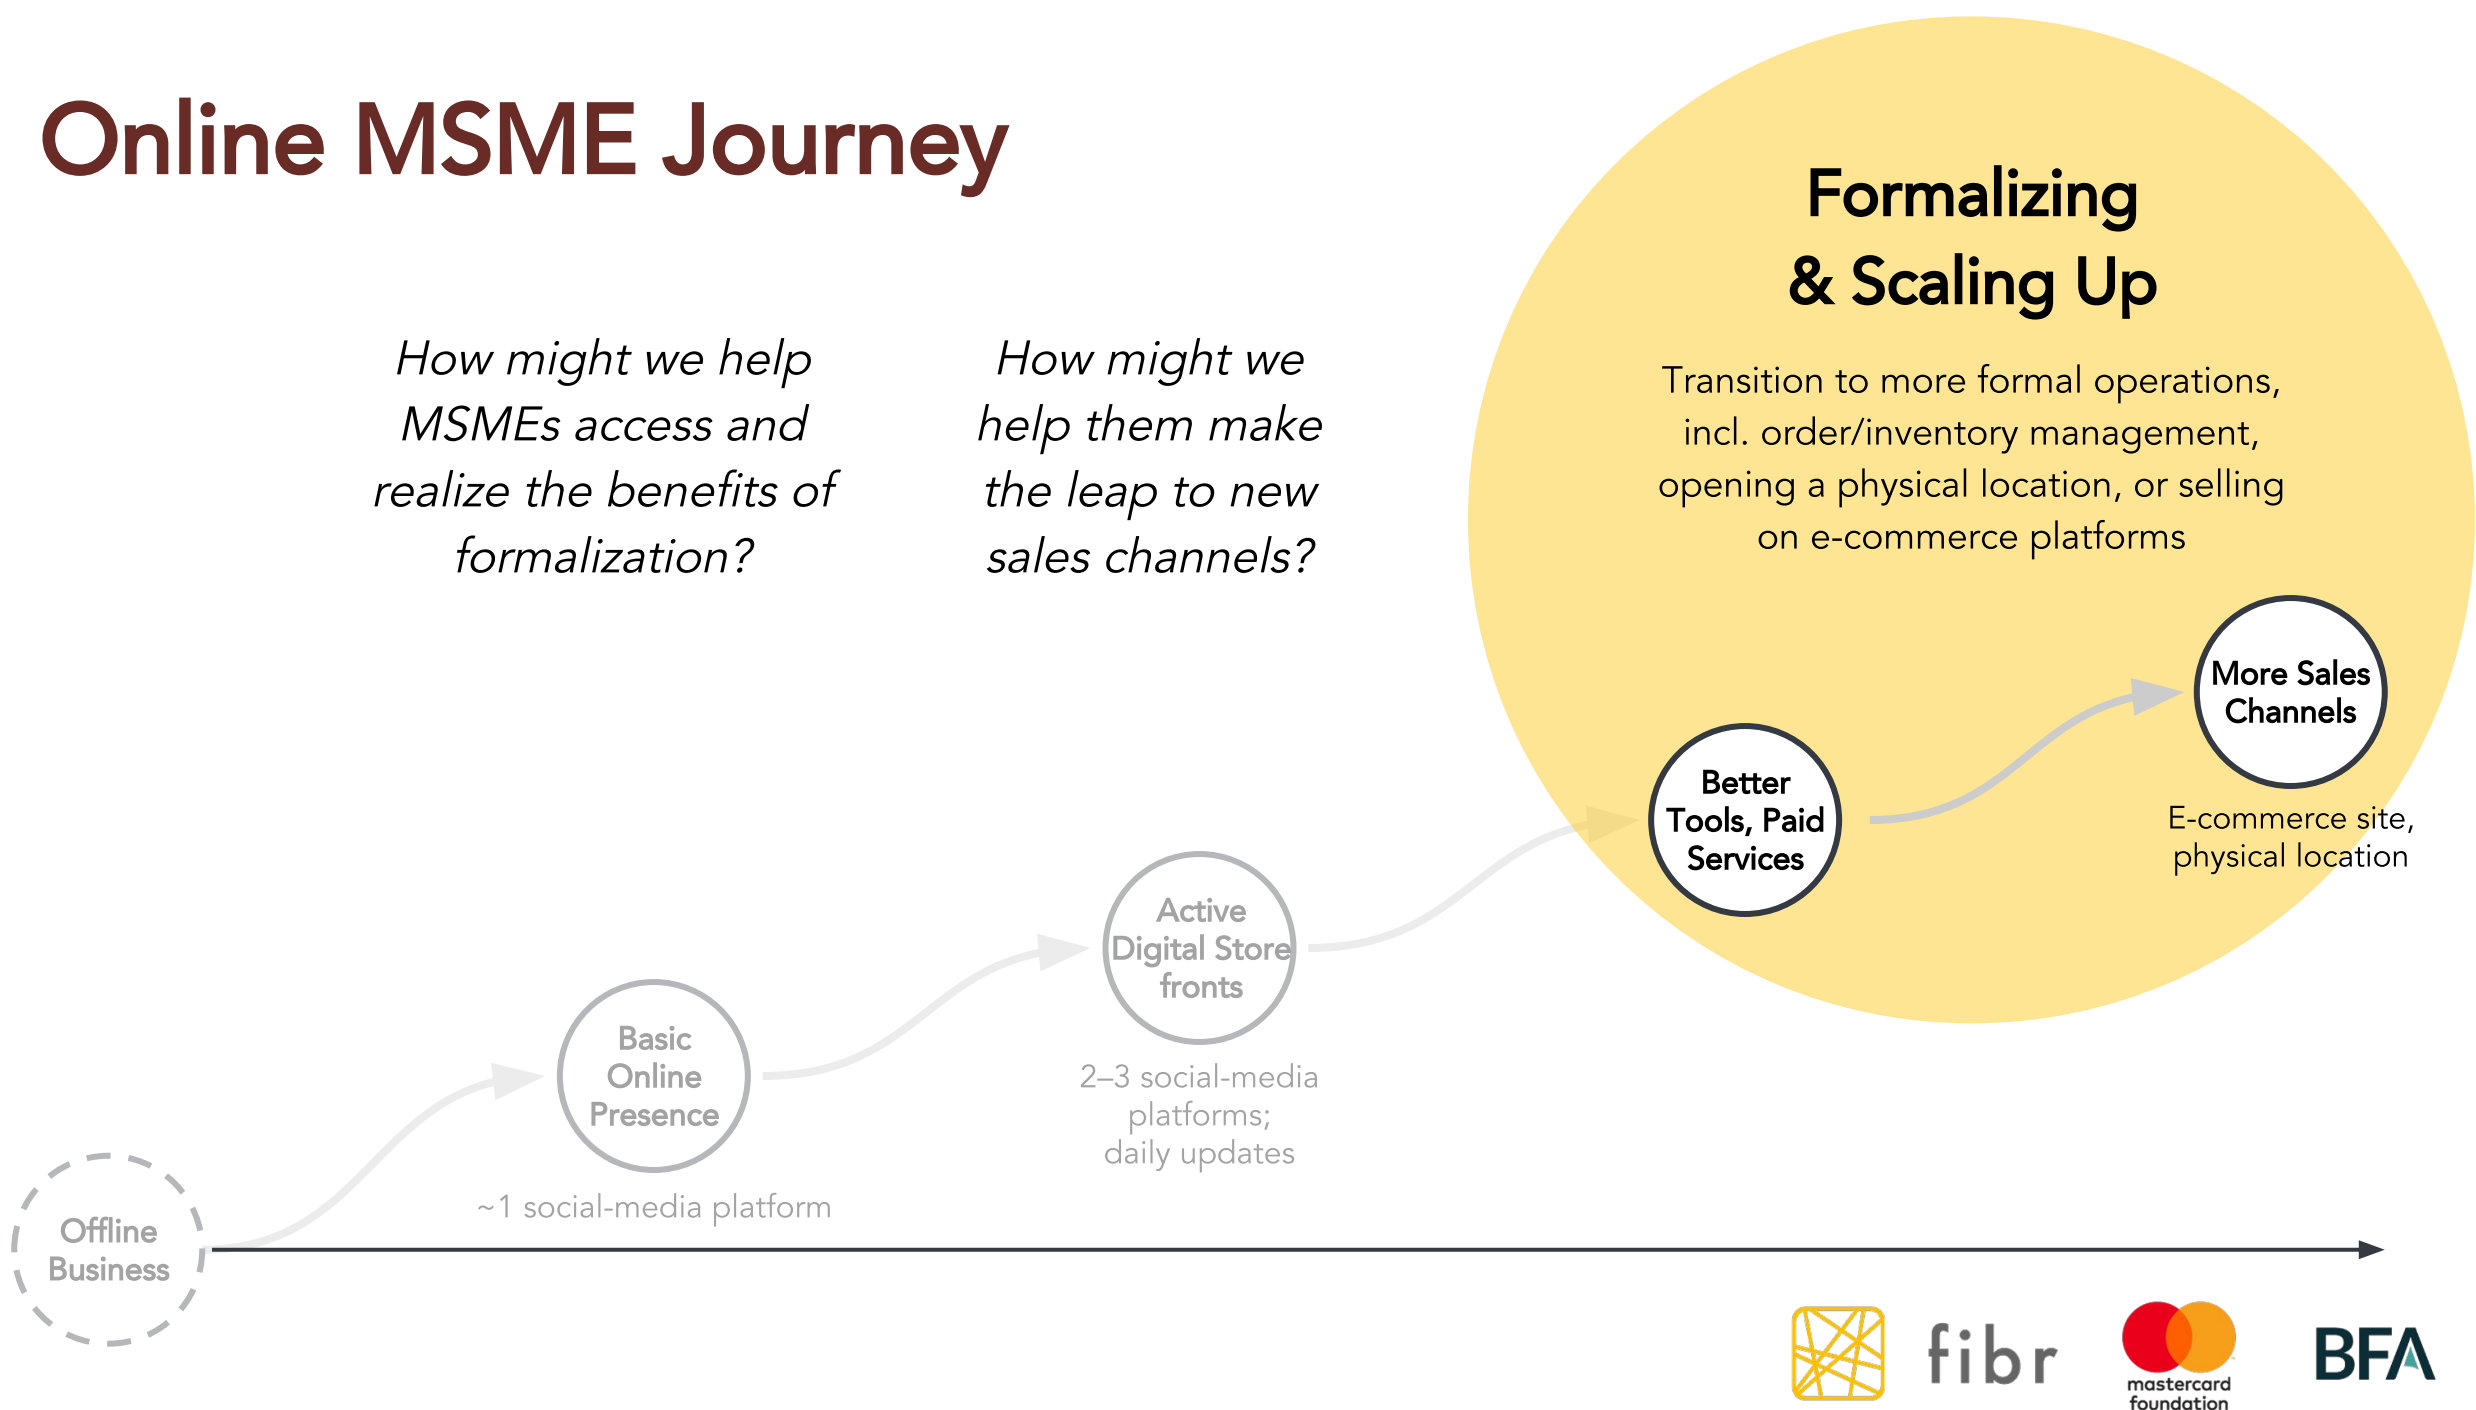 Online MSME Journey
How might we help
MSMEs access and
realize the benefits of
formalization?
How might we
help them make
the leap to new
sales channels?
Formalizing
& Scaling Up
Transition to more formal operations,
incl. order/inventory management,
opening a physical location, or selling
on e-commerce platforms
More Sales
Channels
E-commerce site,
physical location
Better
Tools, Paid
Services
Active
Digital Store
fronts
2–3 social-media
platforms;
daily updates
Basic
Online
Presence
~1 social-media platform
Offline
Business
fibr
mastercard
foundation
BFA